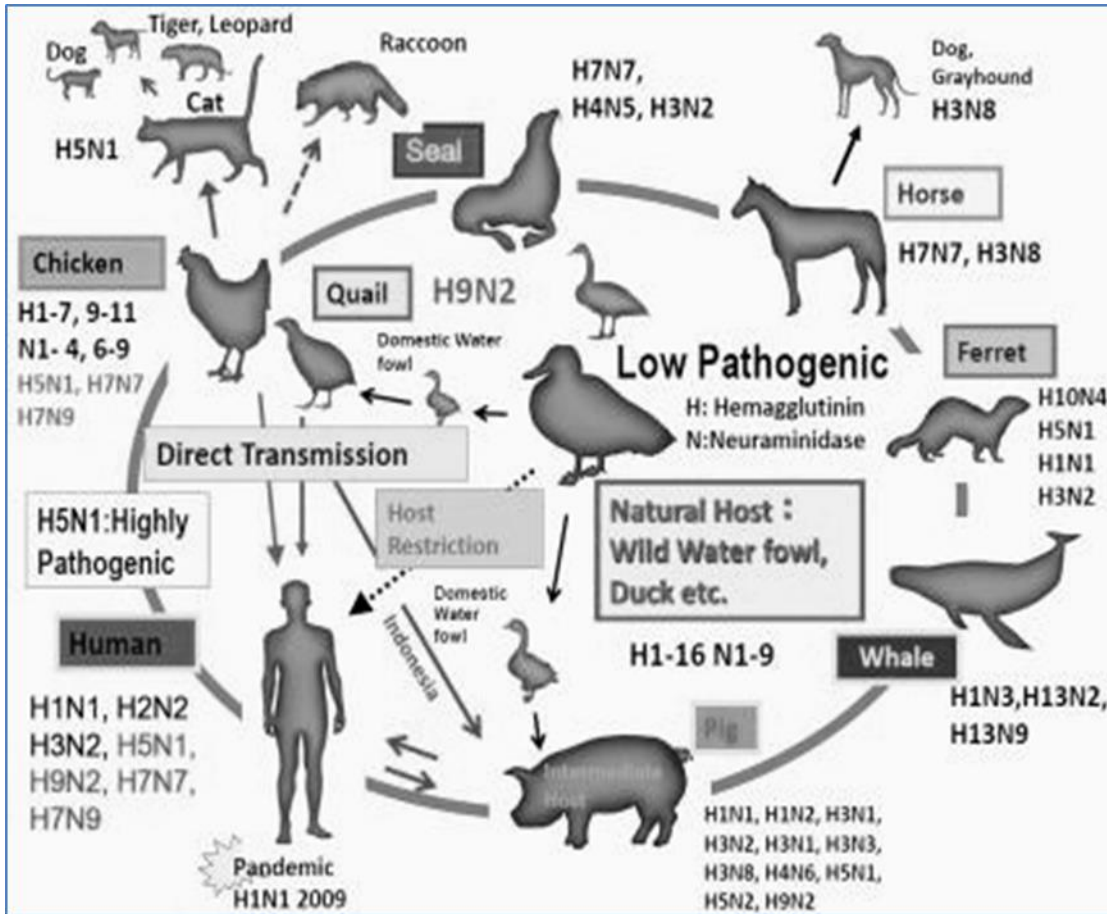 Tiger, Leopard
Dog
Cat
H5N1
Raccoon
Seal
H7N7,
H4N5, H3N2
Dog,
Grayhound
H3N8
Horse
H7N7, H3N8
Chicken
H1-7, 9-11
N1- 4, 6-9
H5N1, H7N7
H7N9
Quail
H9N2
Domestic Water
fowl
Low Pathogenic
H: Hemagglutinin
N:Neuraminidase
Ferret
H10N4
H5N1
H1N1
H3N2
Direct Transmission
Host
Restriction
H5N1:Highly
Pathogenic
Natural Host :
Wild Water fowl,
Duck etc.
H1-16 N1-9
Domestic
Water
fowl
Indonesia
Human
H1N1, H2N2
H3N2, H5N1,
H9N2, H7N7,
H7N9
Pandemic
H1N1 2009
Whale
H1N3,H13N2,
H13N9
Pig
Intermediate
Host
H1N1, H1N2, H3N1,
H3N2, H3N1, H3N3,
H3N8, H4N6, H5N1,
H5N2, H9N2